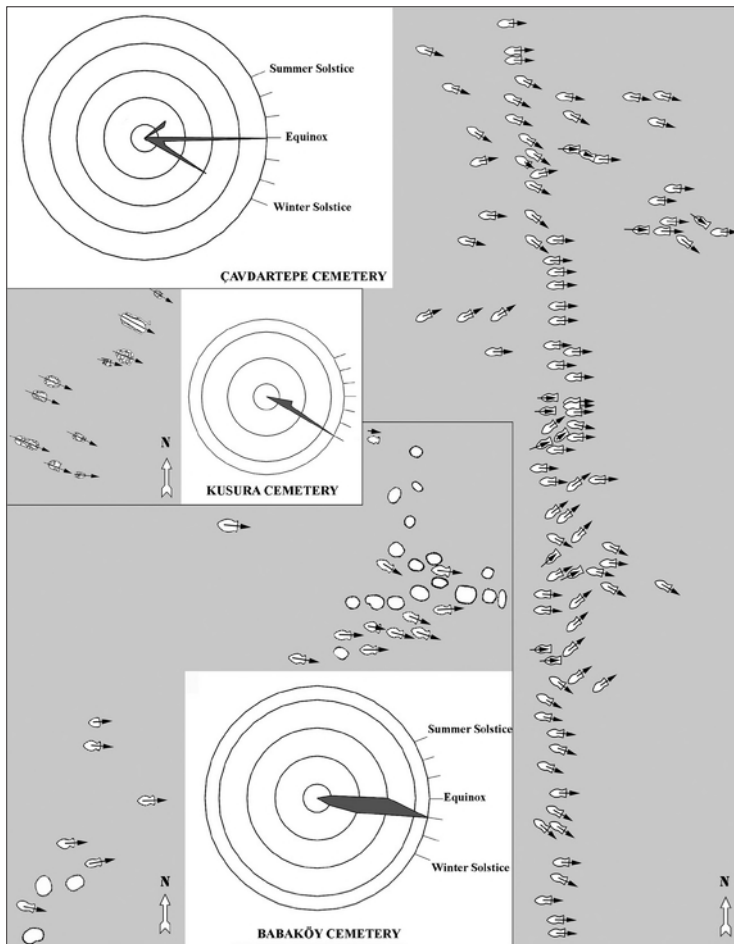 Summer Solstice
Equinox
Winter Solstice
ÇAVDARTEPE CEMETERY
N
KUSURA CEMETERY
Summer Solstice
Equinox
Winter Solstice
N
N
BABAKÖY CEMETERY